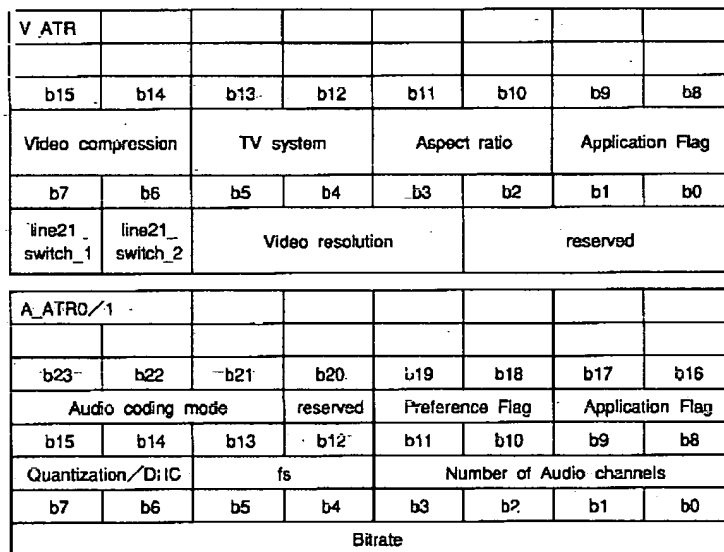 V_ATR
b15 b14 b13 b12 b11 b10 b9 b8
Video compression TV system Aspect ratio Application Flag
b7 b6 b5 b4 b3 b2 b1 b0
line21_ switch_1 line21_ switch_2 Video resolution reserved
A_ATR0/1
b23 b22 b21 b20 b19 b18 b17 b16
Audio coding mode reserved Preference Flag Application Flag
b15 b14 b13 b12 b11 b10 b9 b8
Quantization/DRC fs Number of Audio channels
b7 b6 b5 b4 b3 b2 b1 b0
Bitrate